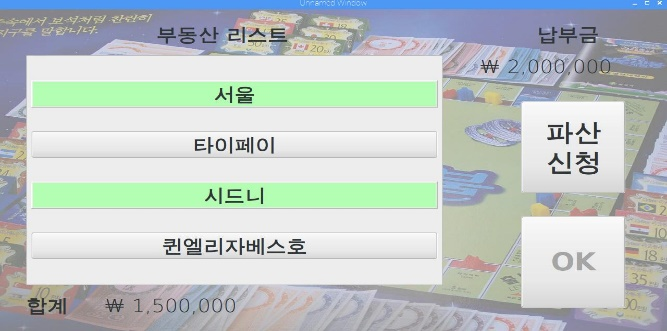 Unnamed Window
부동산 리스트
납부금
₩ 2,000,000
서울
타이페이
시드니
퀸엘리자베스호
파산
신청
OK
합계 ₩ 1,500,000